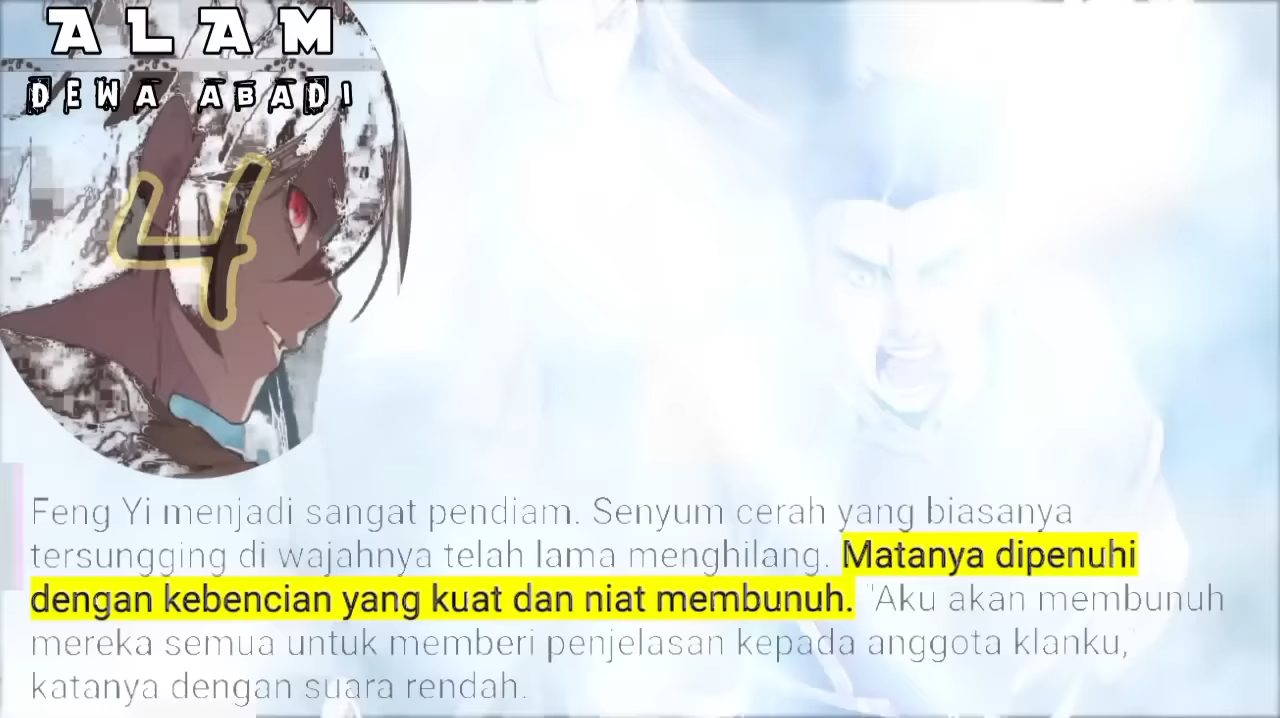 ALAM
DEWA ABADI
4
Feng Yi menjadi sangat pendiam. Senyum cerah yang biasanya
tersungging di wajahnya telah lama menghilang. Matanya dipenuhi
dengan kebencian yang kuat dan niat membunuh. "Aku akan membunuh
mereka semua untuk memberi penjelasan kepada anggota klanku,"
katanya dengan suara rendah.